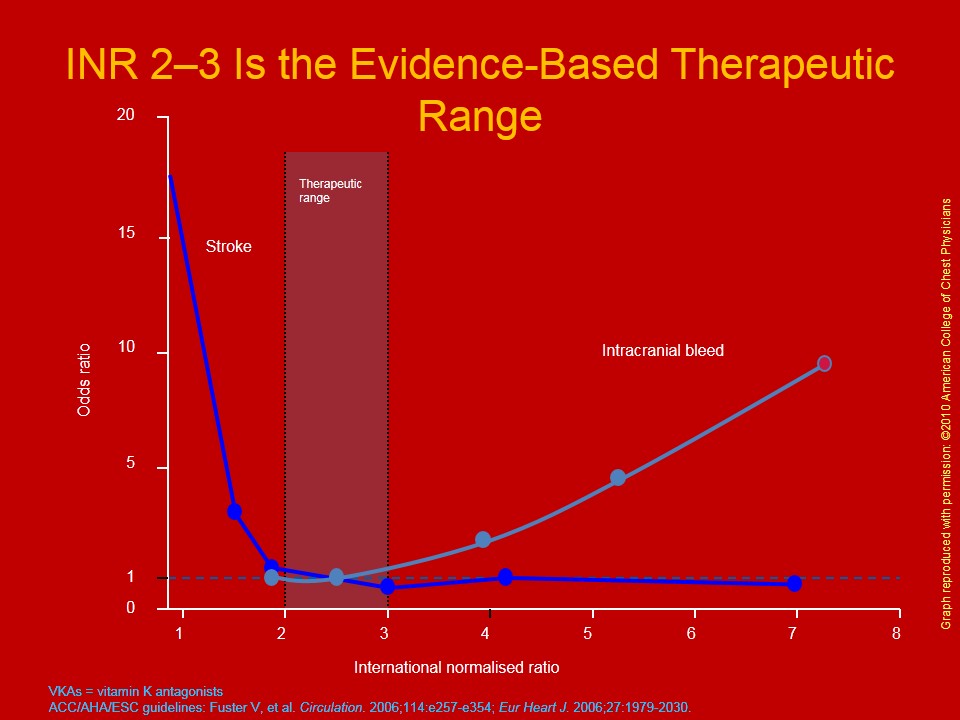 INR 2–3 Is the Evidence-Based Therapeutic
Range
20
15
10
5
1
0
Odds ratio
Therapeutic
range
Stroke
Intracranial bleed
1 2 3 4 5 6 7 8
International normalised ratio
Graph reproduced with permission: ©2010 American College of Chest Physicians
VKAs = vitamin K antagonists
ACC/AHA/ESC guidelines: Fuster V, et al. Circulation. 2006;114:e257-e354; Eur Heart J. 2006;27:1979-2030.